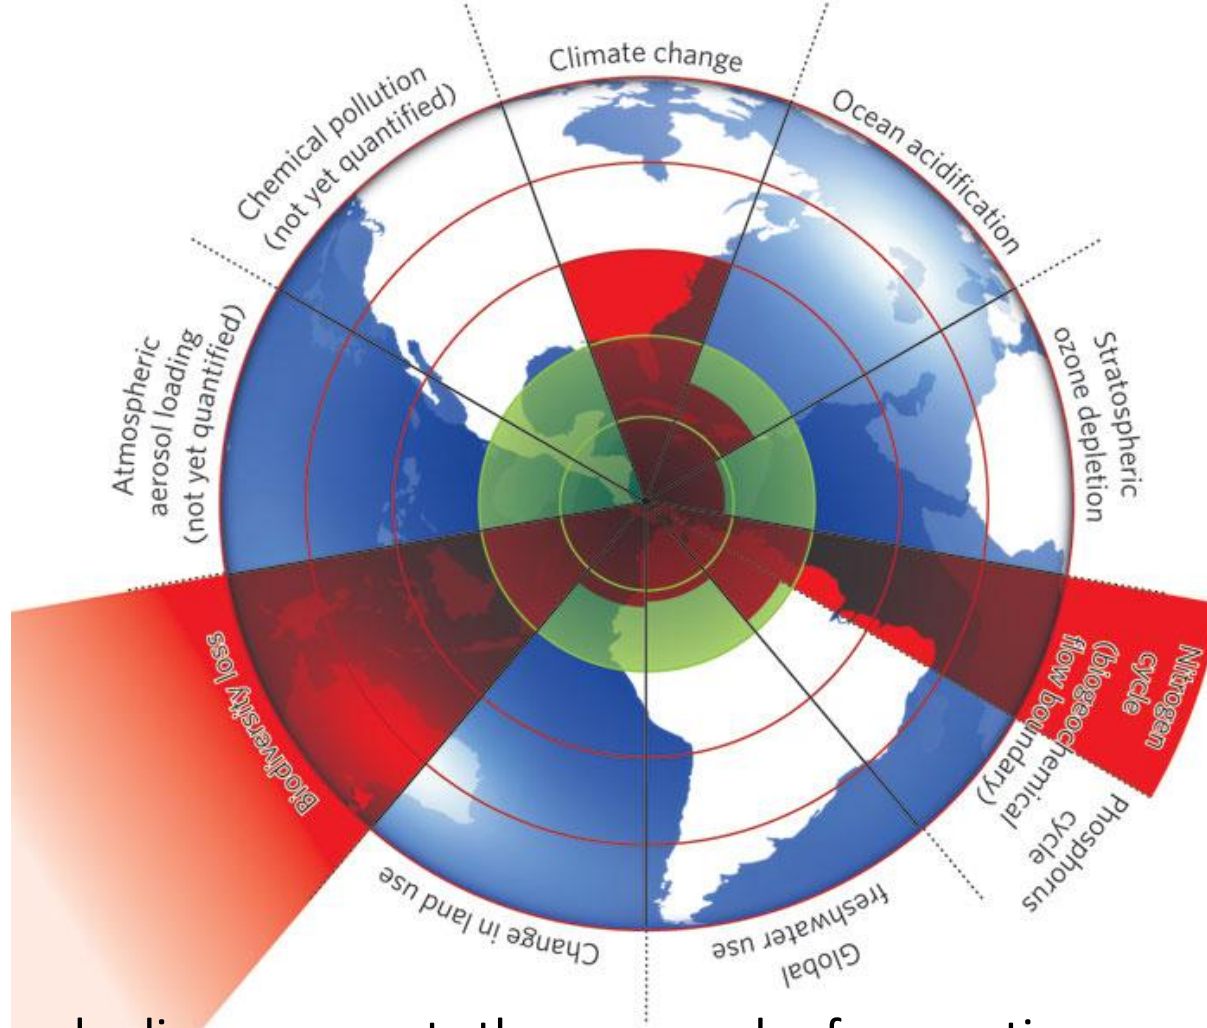 Climate change
Ocean acidification
Stratospheric
ozone depletion
Nitrogen
cycle
(biogeochemical
flow boundary)
Phosphorus
cycle
Global
freshwater use
Change in land use
Biodiversity loss
Atmospheric
aerosol loading
(not yet quantified)
Chemical pollution
(not yet quantified)